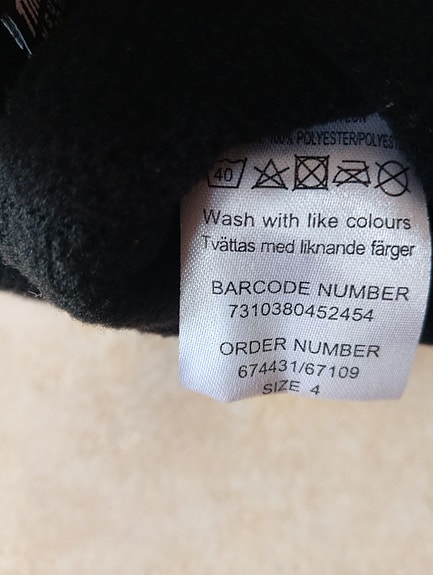 100% POLYESTER/POLYES
40
Wash with like colours
Tvättas med liknande färger
BARCODE NUMBER
7310380452454
ORDER NUMBER
674431/67109
SIZE 4